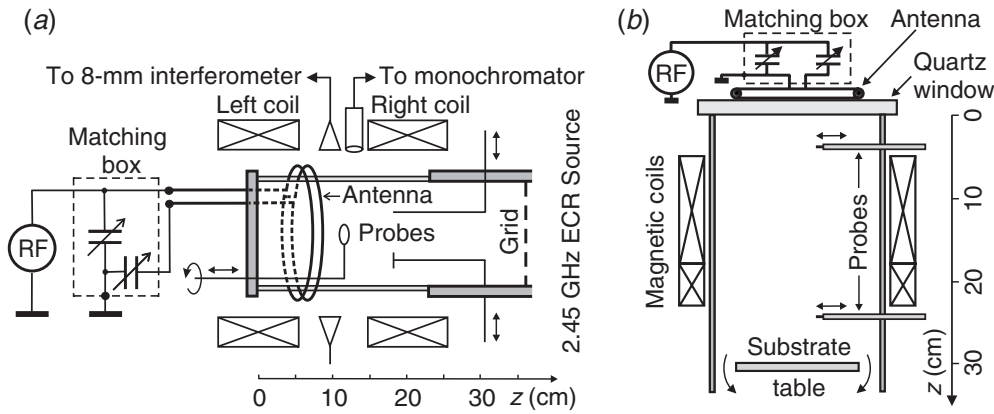 (a)
To 8-mm interferometer
To monochromator
Left coil
Right coil
Matching
box
Antenna
RF
Probes
Grid
2.45 GHz ECR Source
0 10 20 30 z (cm)
(b)
Matching box
Antenna
RF
Quartz
window
0
Magnetic coils
Probes
10
20
Substrate
table
30
z (cm)